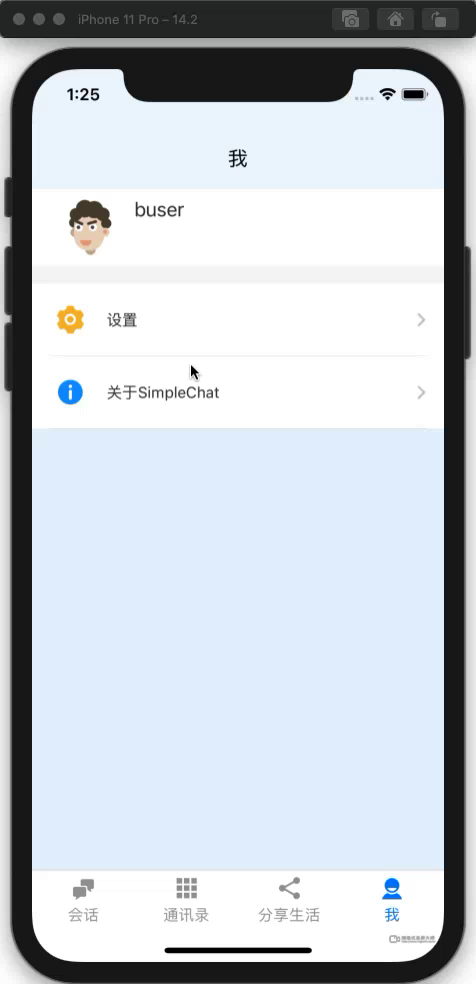 iPhone 11 Pro – 14.2
1:25
我
buser
设置
关于SimpleChat
会话
通讯录
分享生活
我